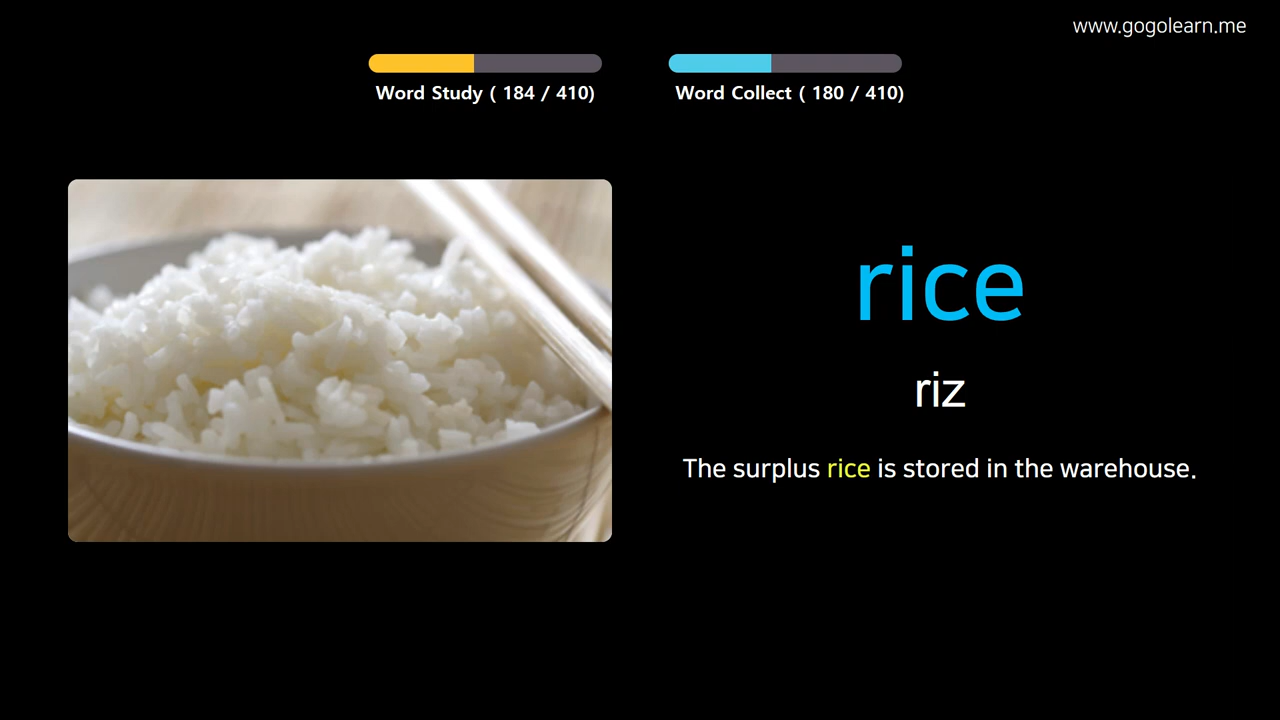 www.gogolearn.me
Word Study ( 184 / 410)
Word Collect ( 180 / 410)
rice
riz
The surplus rice is stored in the warehouse.